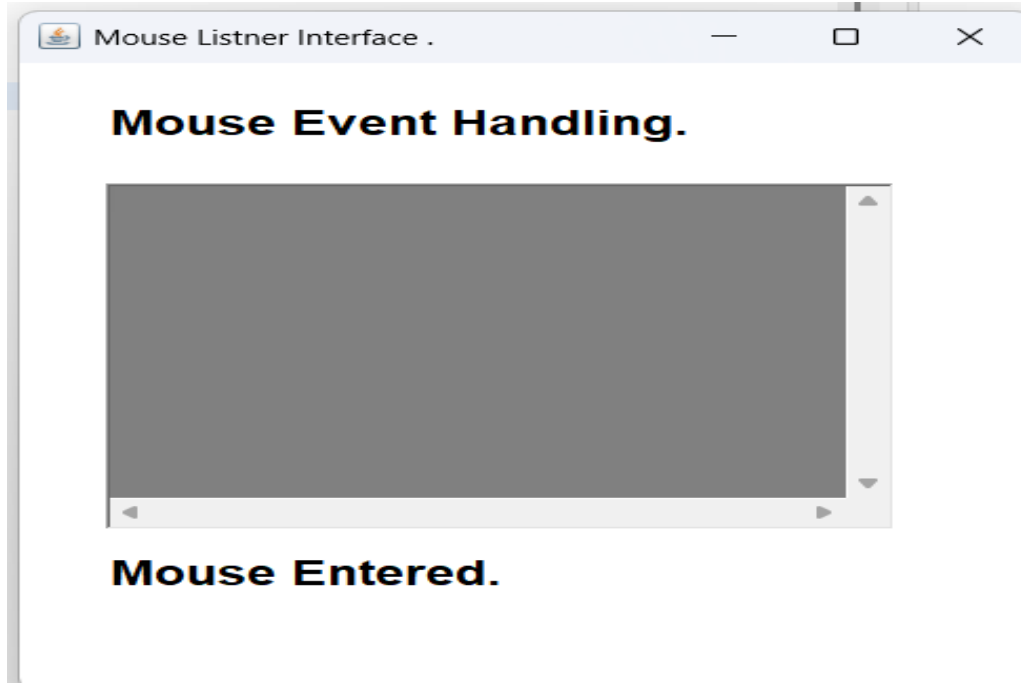 Mouse Listner Interface .
Mouse Event Handling.
Mouse Entered.